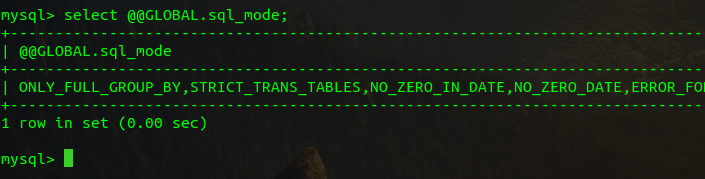 mysql> select @@GLOBAL.sql_mode;
+------------------------------------------------------------------------------------
| @@GLOBAL.sql_mode
+------------------------------------------------------------------------------------
| ONLY_FULL_GROUP_BY,STRICT_TRANS_TABLES,NO_ZERO_IN_DATE,NO_ZERO_DATE,ERROR_FO
+------------------------------------------------------------------------------------
1 row in set (0.00 sec)
mysql>